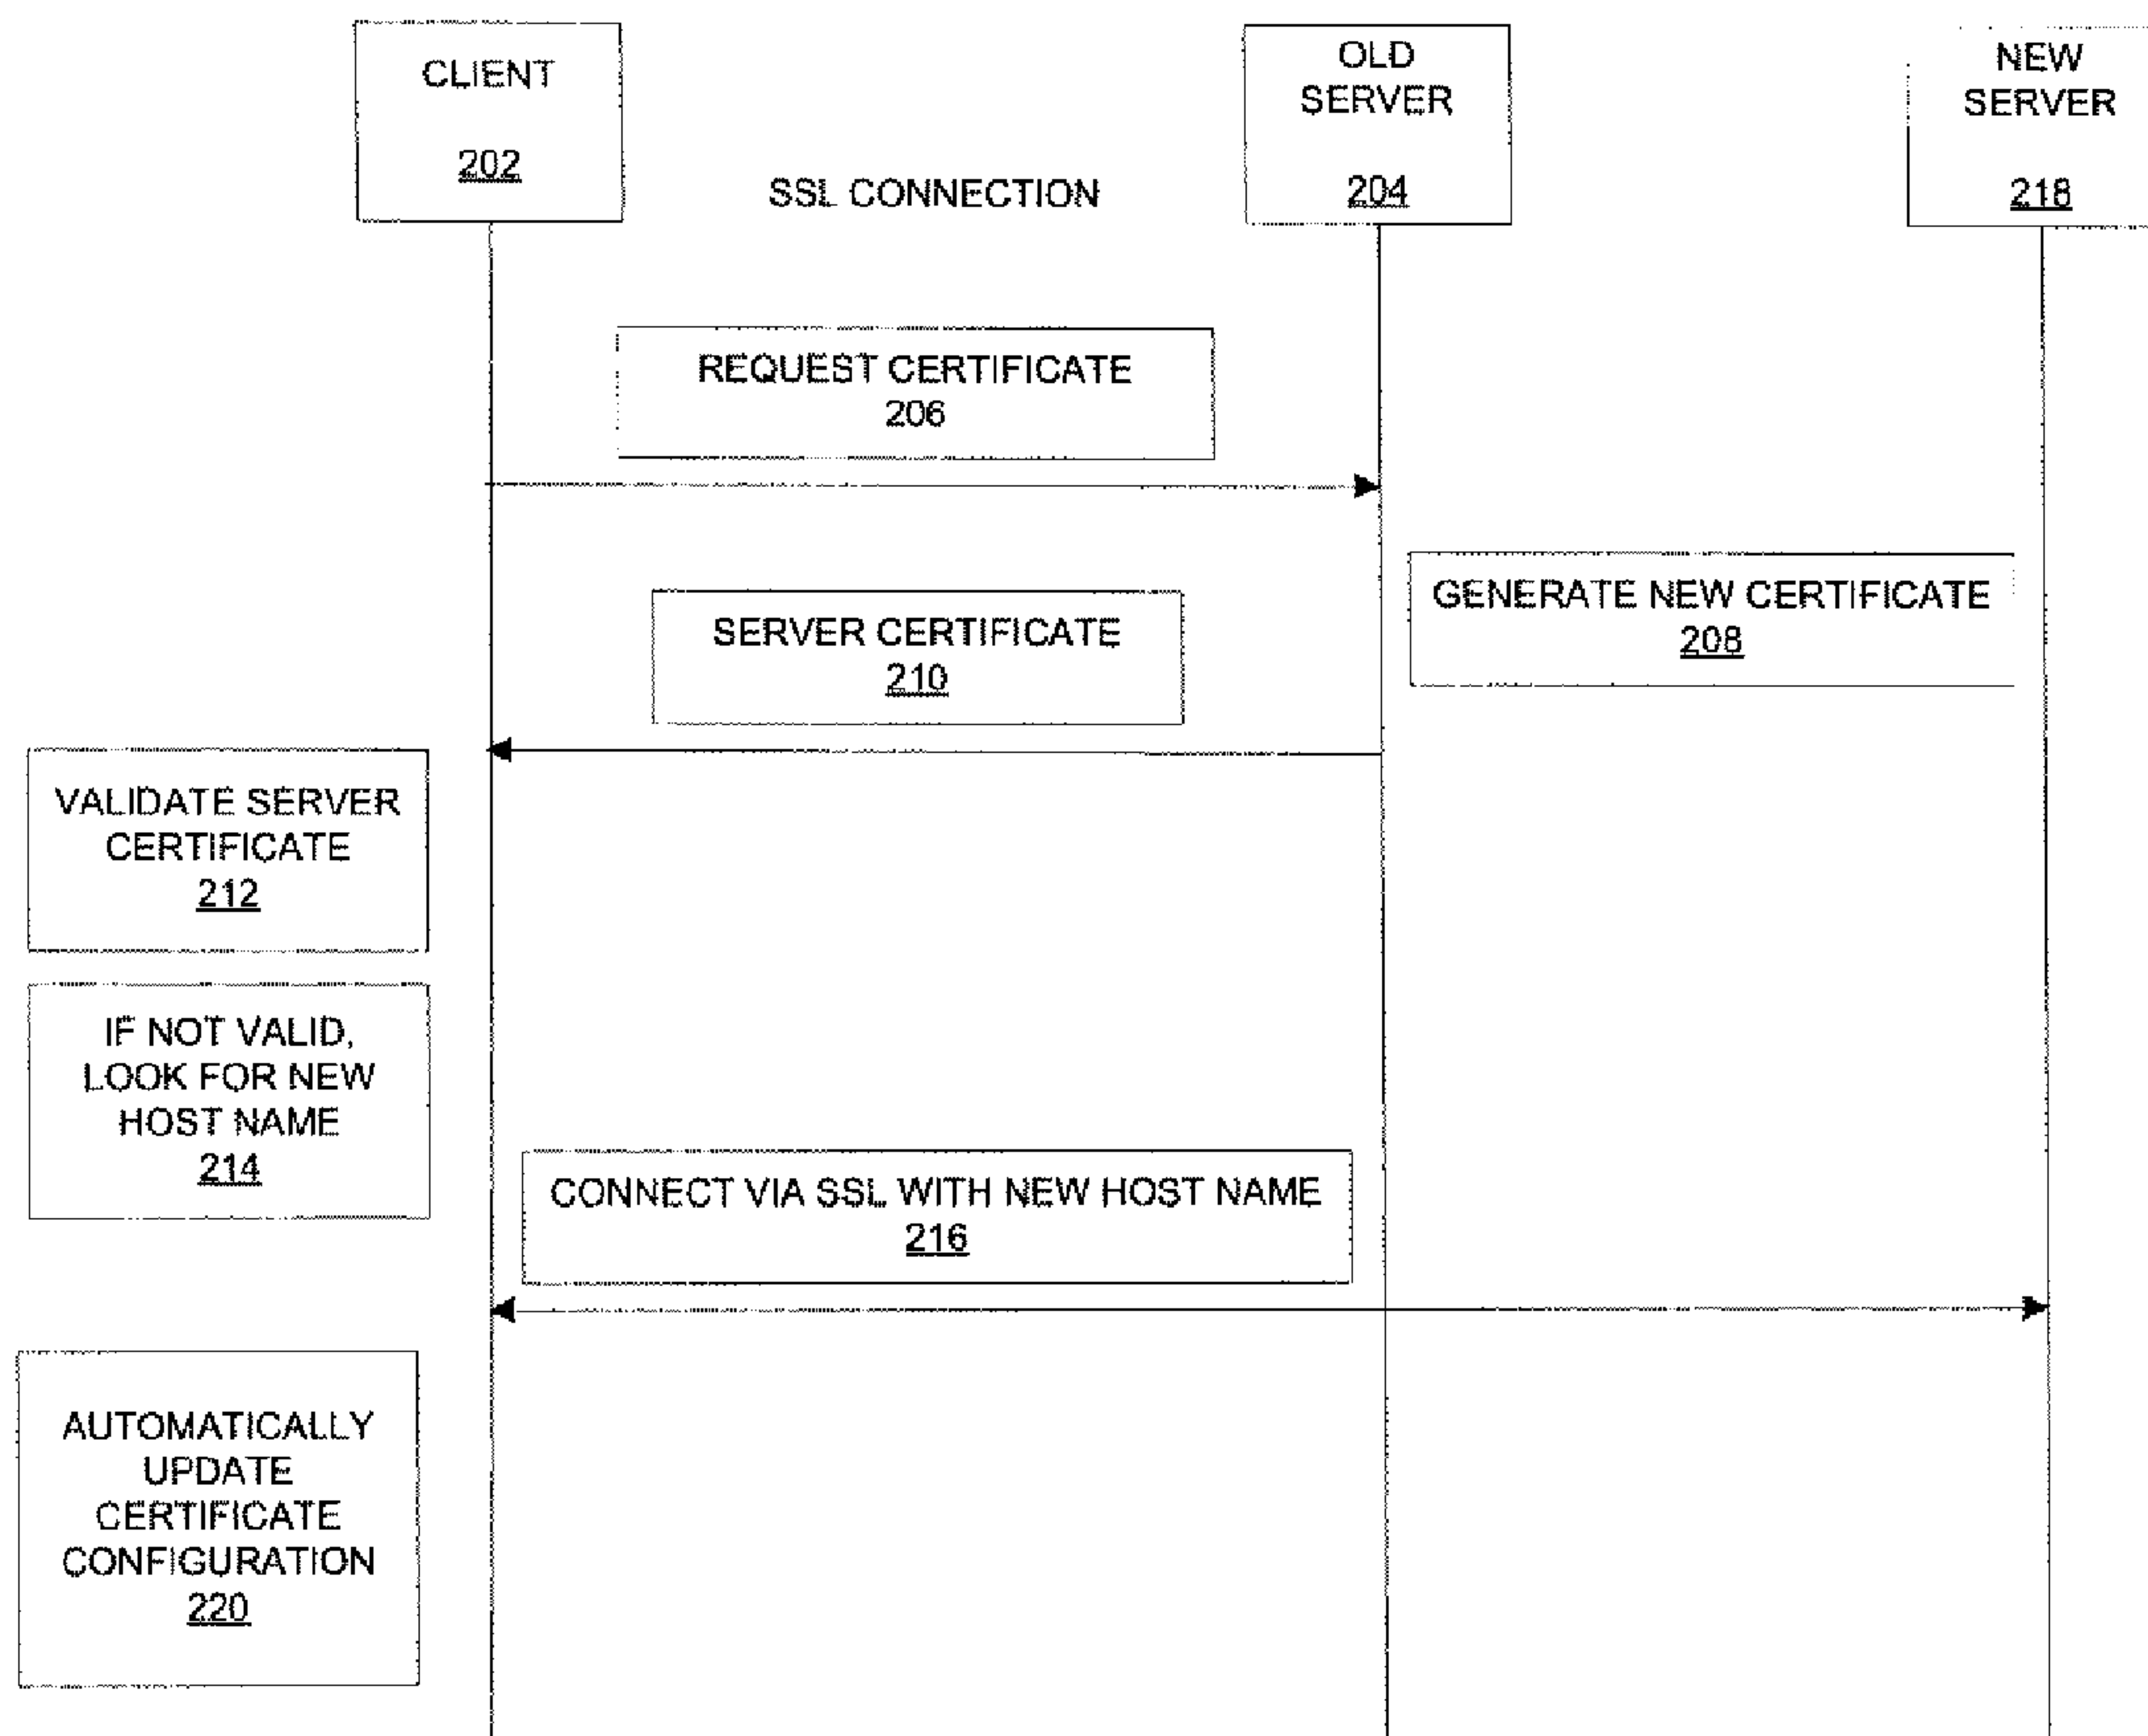 CLIENT
202
OLD
SERVER
204
NEW
SERVER
218
SSL CONNECTION
REQUEST CERTIFICATE
206
GENERATE NEW CERTIFICATE
208
SERVER CERTIFICATE
210
VALIDATE SERVER
CERTIFICATE
212
IF NOT VALID,
LOOK FOR NEW
HOST NAME
214
CONNECT VIA SSL WITH NEW HOST NAME
216
AUTOMATICALLY
UPDATE
CERTIFICATE
CONFIGURATION
220